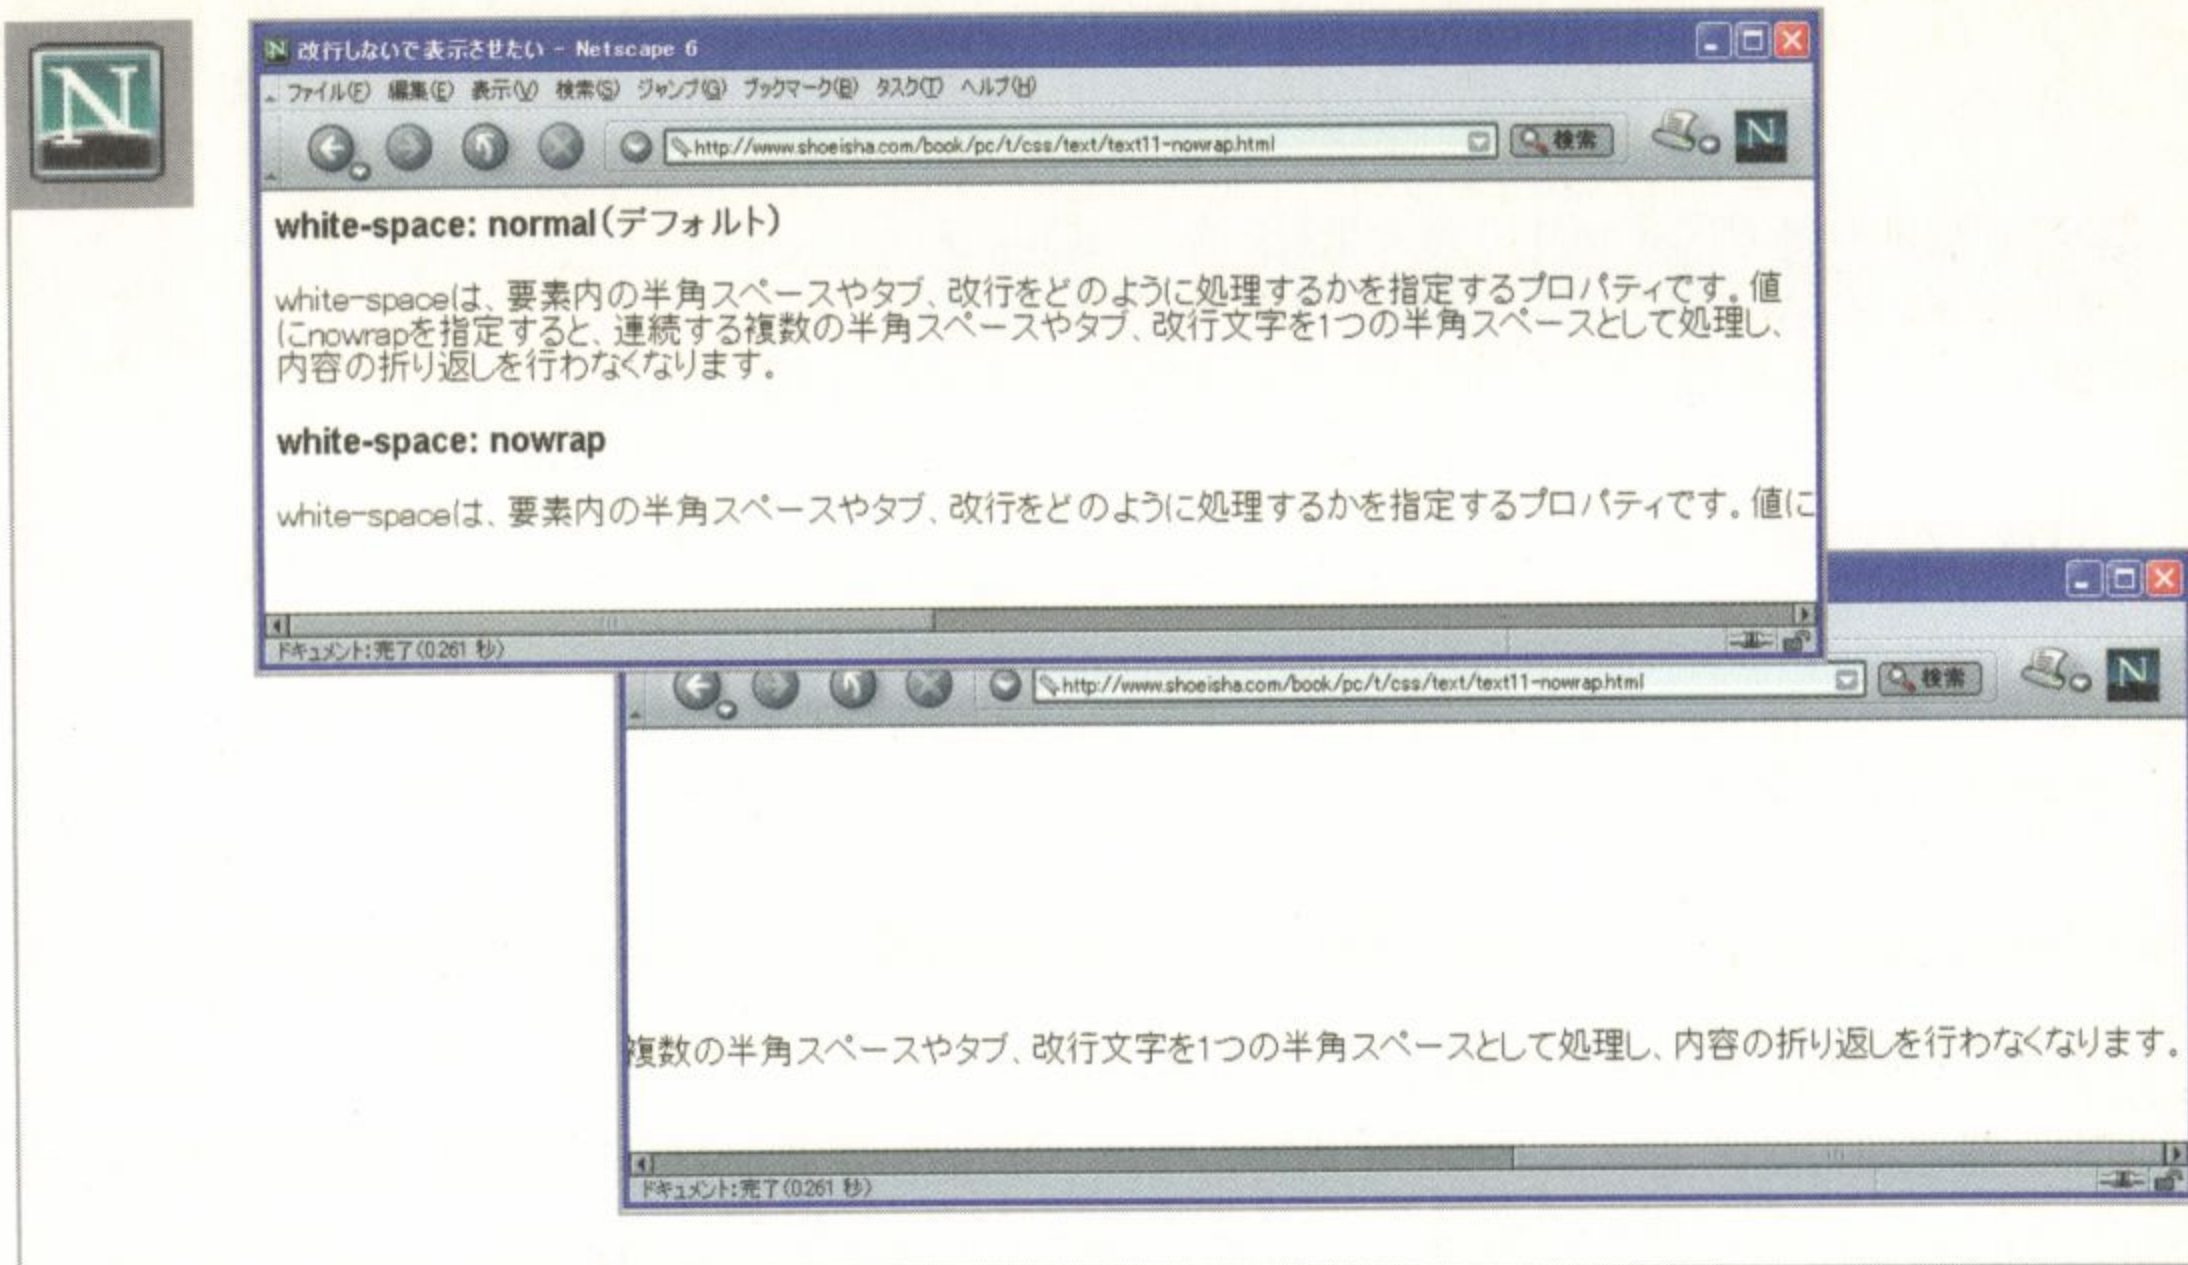 N
改行しないで表示させたい - Netscape 6
ファイル(F) 編集(E) 表示(V) 検索(S) ジャンプ(G) ブックマーク(B) タスク(T) ヘルプ(H)
http://www.shoeisha.com/book/pc/t/css/text/text11-nowrap.html 検索 N
white-space: normal(デフォルト)
white-spaceは、要素内の半角スペースやタブ、改行をどのように処理するかを指定するプロパティです。値
にnowrapを指定すると、連続する複数の半角スペースやタブ、改行文字を1つの半角スペースとして処理し、
内容の折り返しを行わなくなります。
white-space: nowrap
white-spaceは、要素内の半角スペースやタブ、改行をどのように処理するかを指定するプロパティです。値に
ドキュメント:完了(0.261 秒)
http://www.shoeisha.com/book/pc/t/css/text/text11-nowrap.html 検索 N
複数の半角スペースやタブ、改行文字を1つの半角スペースとして処理し、内容の折り返しを行わなくなります。
ドキュメント:完了(0.261 秒)